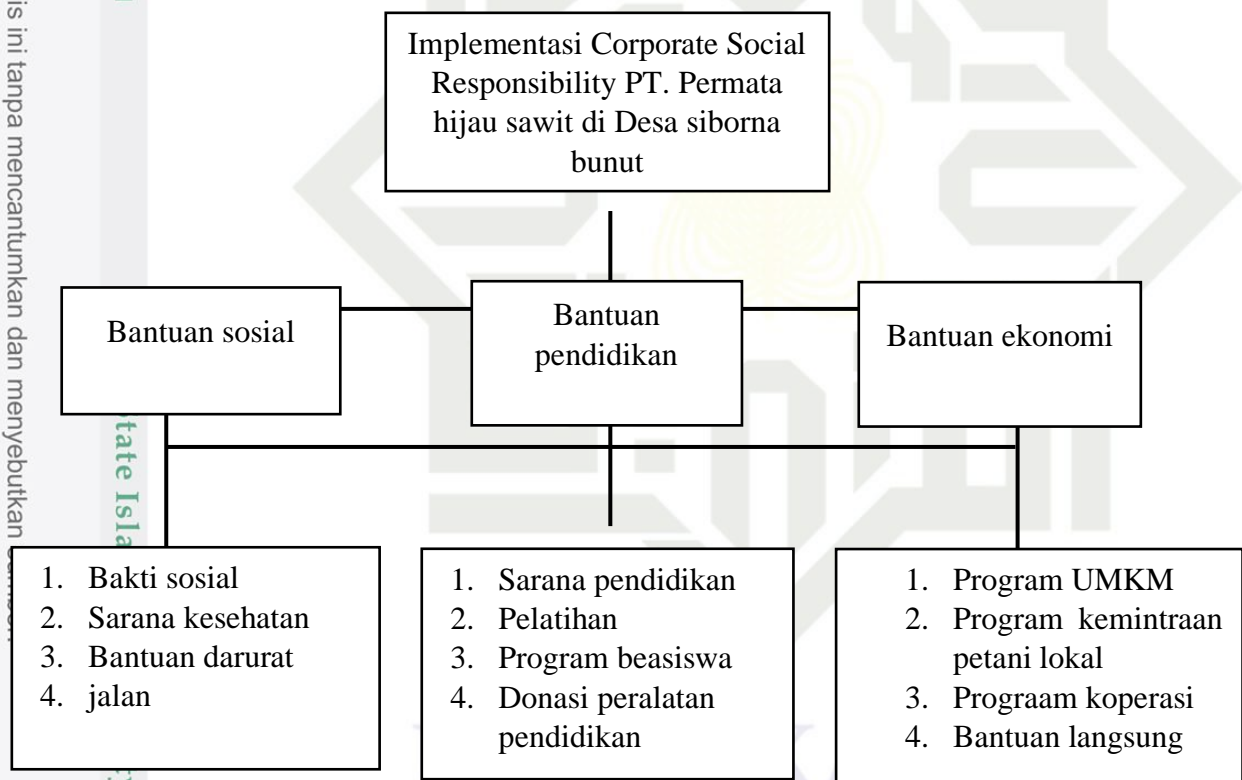 Implementasi Corporate Social
Responsibility PT. Permata
hijau sawit di Desa siborna
bunut
Bantuan sosial
Bantuan
pendidikan
Bantuan ekonomi
1. Bakti sosial
2. Sarana kesehatan
3. Bantuan darurat
4. jalan
1. Sarana pendidikan
2. Pelatihan
3. Program beasiswa
4. Donasi peralatan
pendidikan
1. Program UMKM
2. Program kemintraan
petani lokal
3. Prograam koperasi
4. Bantuan langsung
is ini tanpa mencantumkan dan menyebutkan